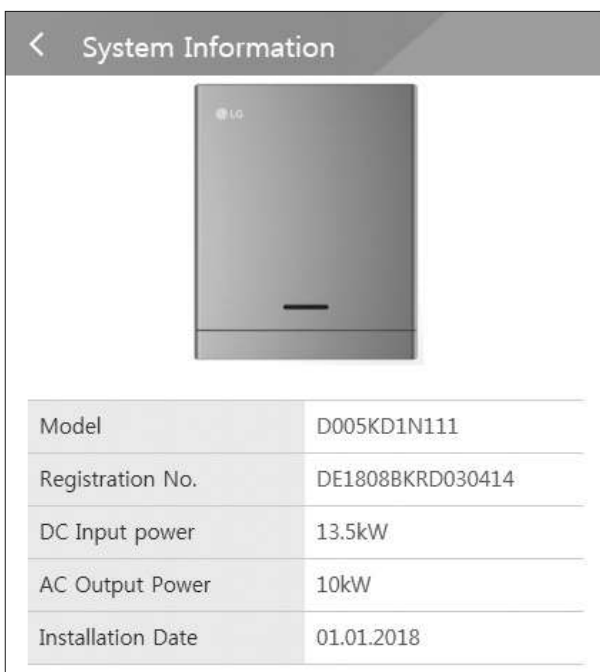 System Information
LG
Model D005KD1N111
Registration No. DE1808BKRD030414
DC Input power 13.5kW
AC Output Power 10kW
Installation Date 01.01.2018